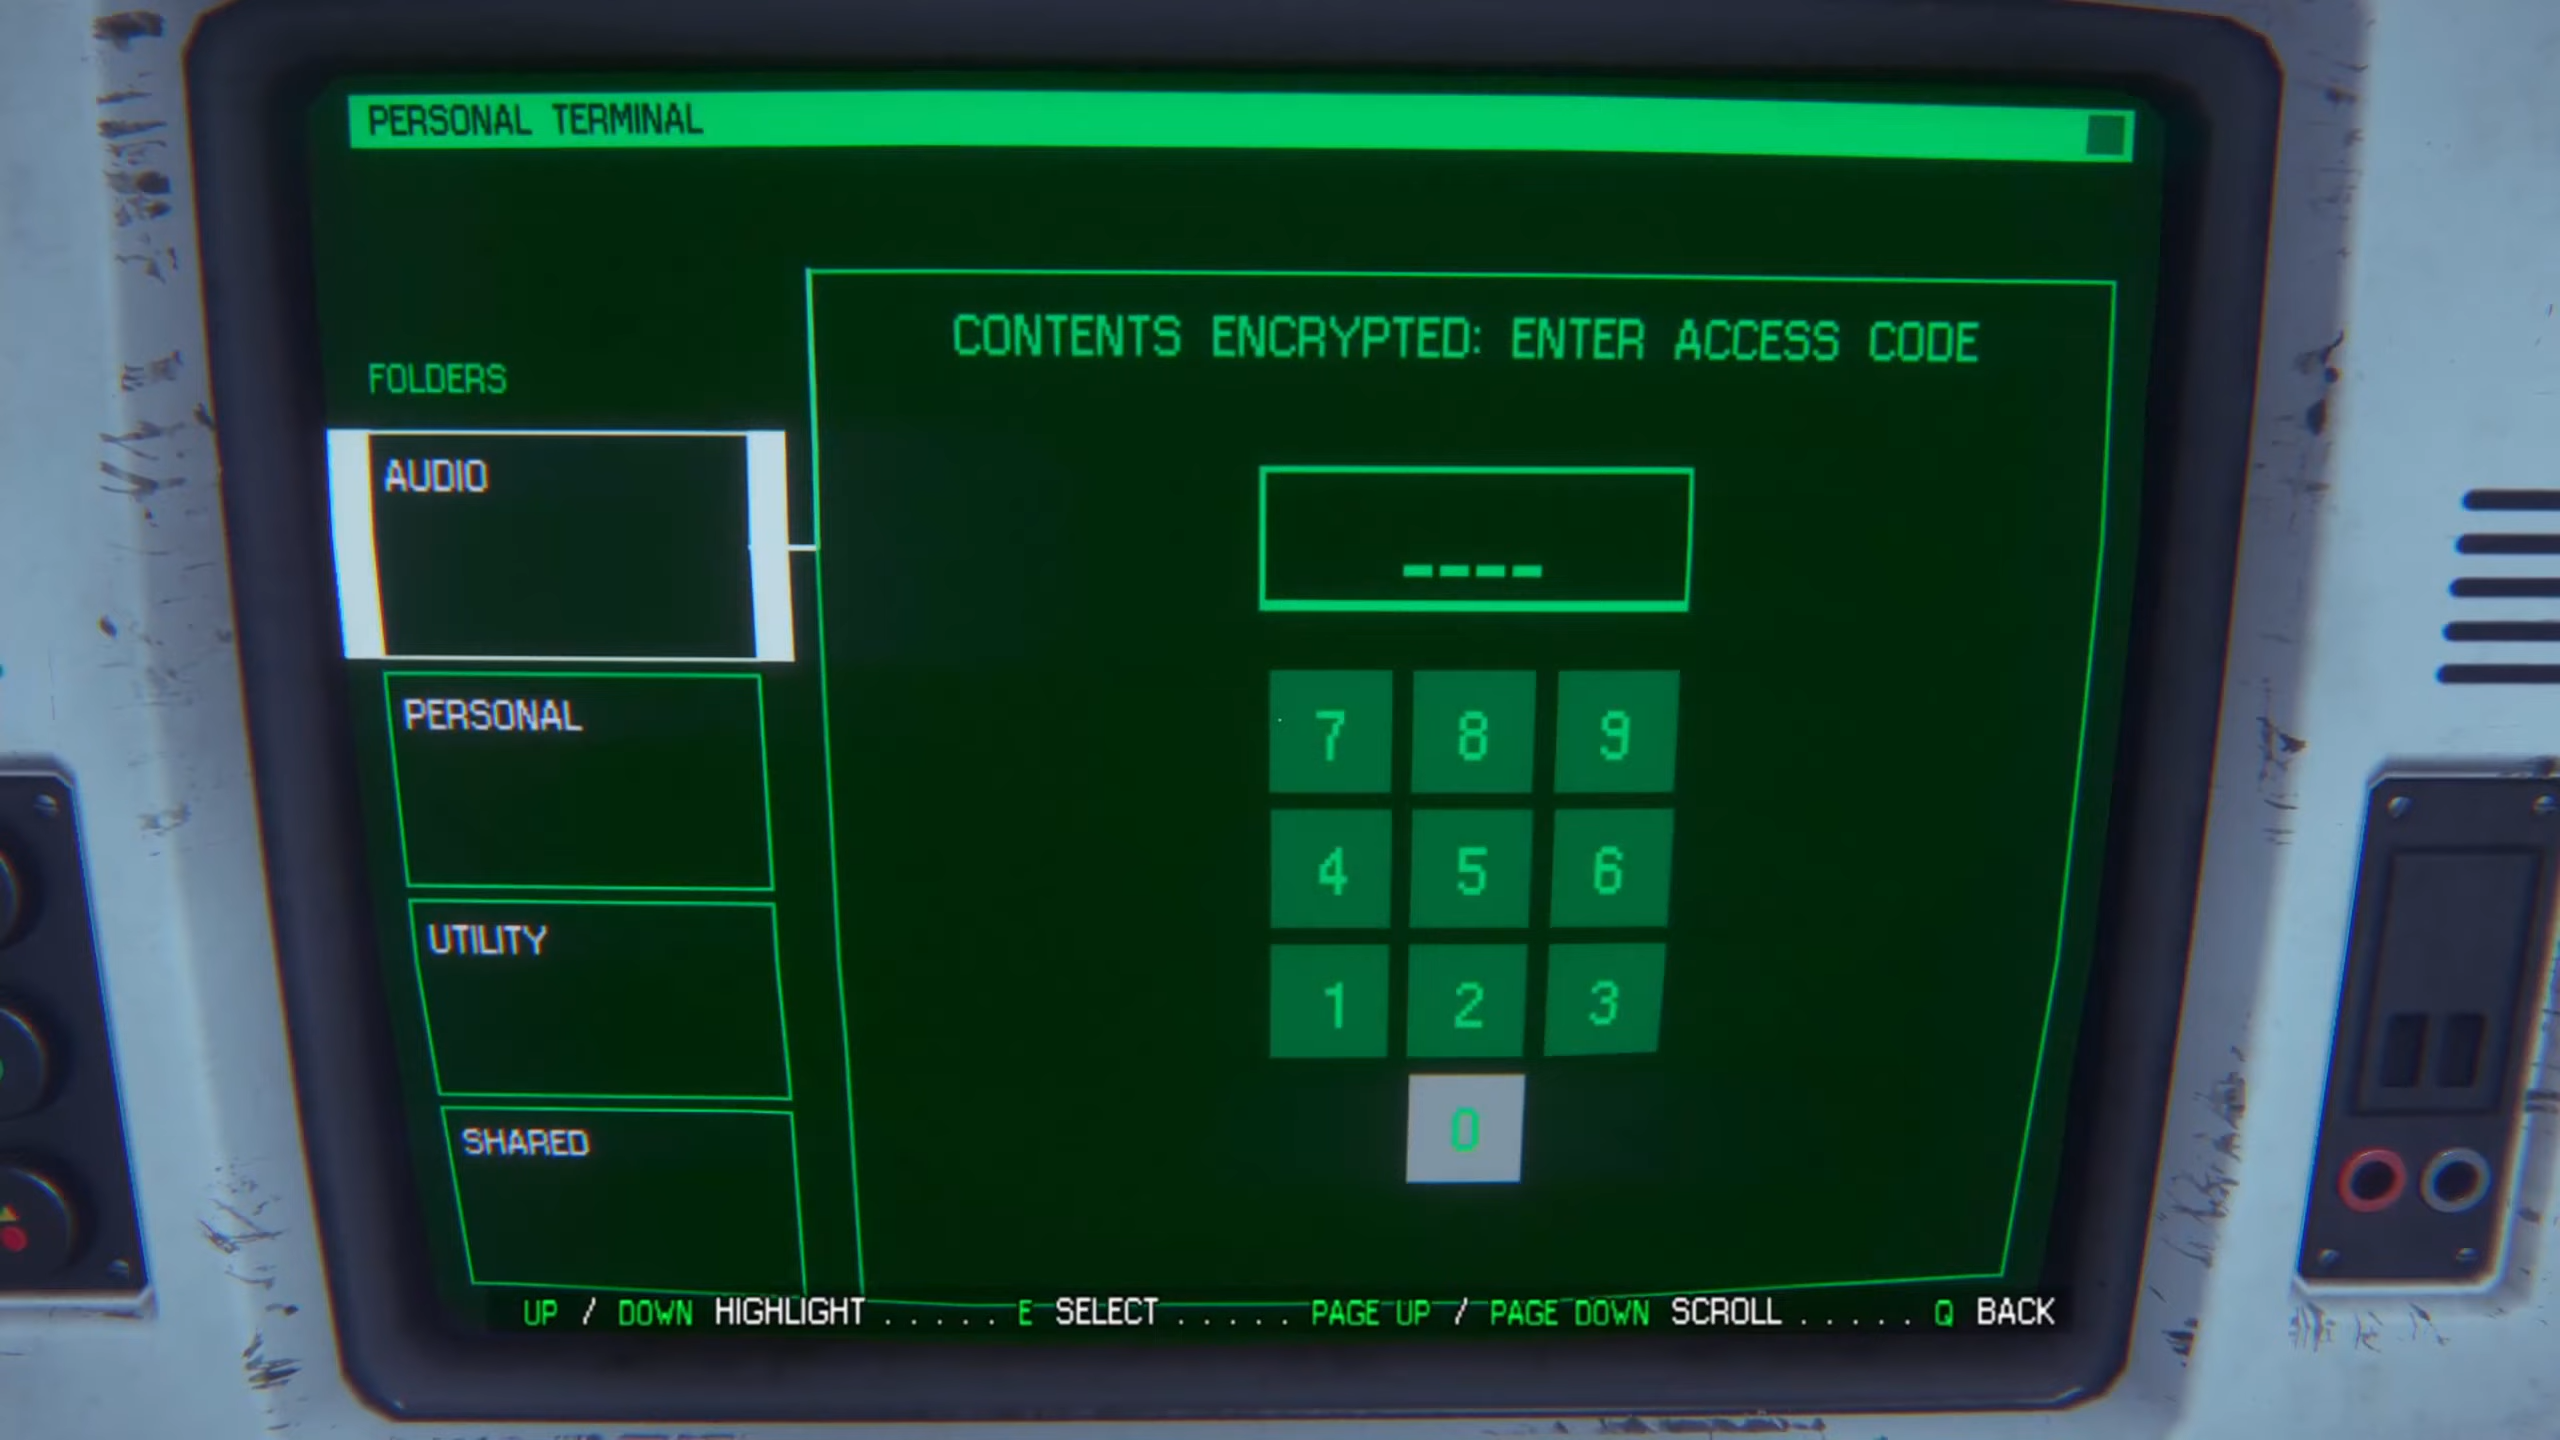 PERSONAL TERMINAL
FOLDERS
AUDIO
PERSONAL
UTILITY
SHARED
CONTENTS ENCRYPTED: ENTER ACCESS CODE
____
7 8 9
4 5 6
1 2 3
0
UP / DOWN HIGHLIGHT ..... E SELECT ..... PAGE UP / PAGE DOWN SCROLL ..... Q BACK